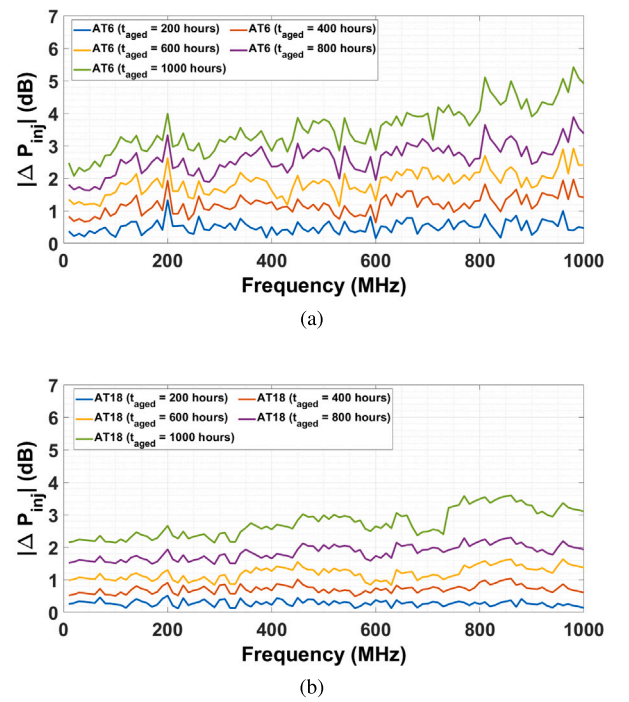 (a)
7
6
5
4
3
2
1
0
|Δ P_inj| (dB)
AT6 (t_aged = 200 hours) AT6 (t_aged = 400 hours)
AT6 (t_aged = 600 hours) AT6 (t_aged = 800 hours)
AT6 (t_aged = 1000 hours)
0 200 400 600 800 1000
Frequency (MHz)
(a)
7
6
5
4
3
2
1
0
|Δ P_inj| (dB)
AT18 (t_aged = 200 hours) AT18 (t_aged = 400 hours)
AT18 (t_aged = 600 hours) AT18 (t_aged = 800 hours)
AT18 (t_aged = 1000 hours)
0 200 400 600 800 1000
Frequency (MHz)
(b)